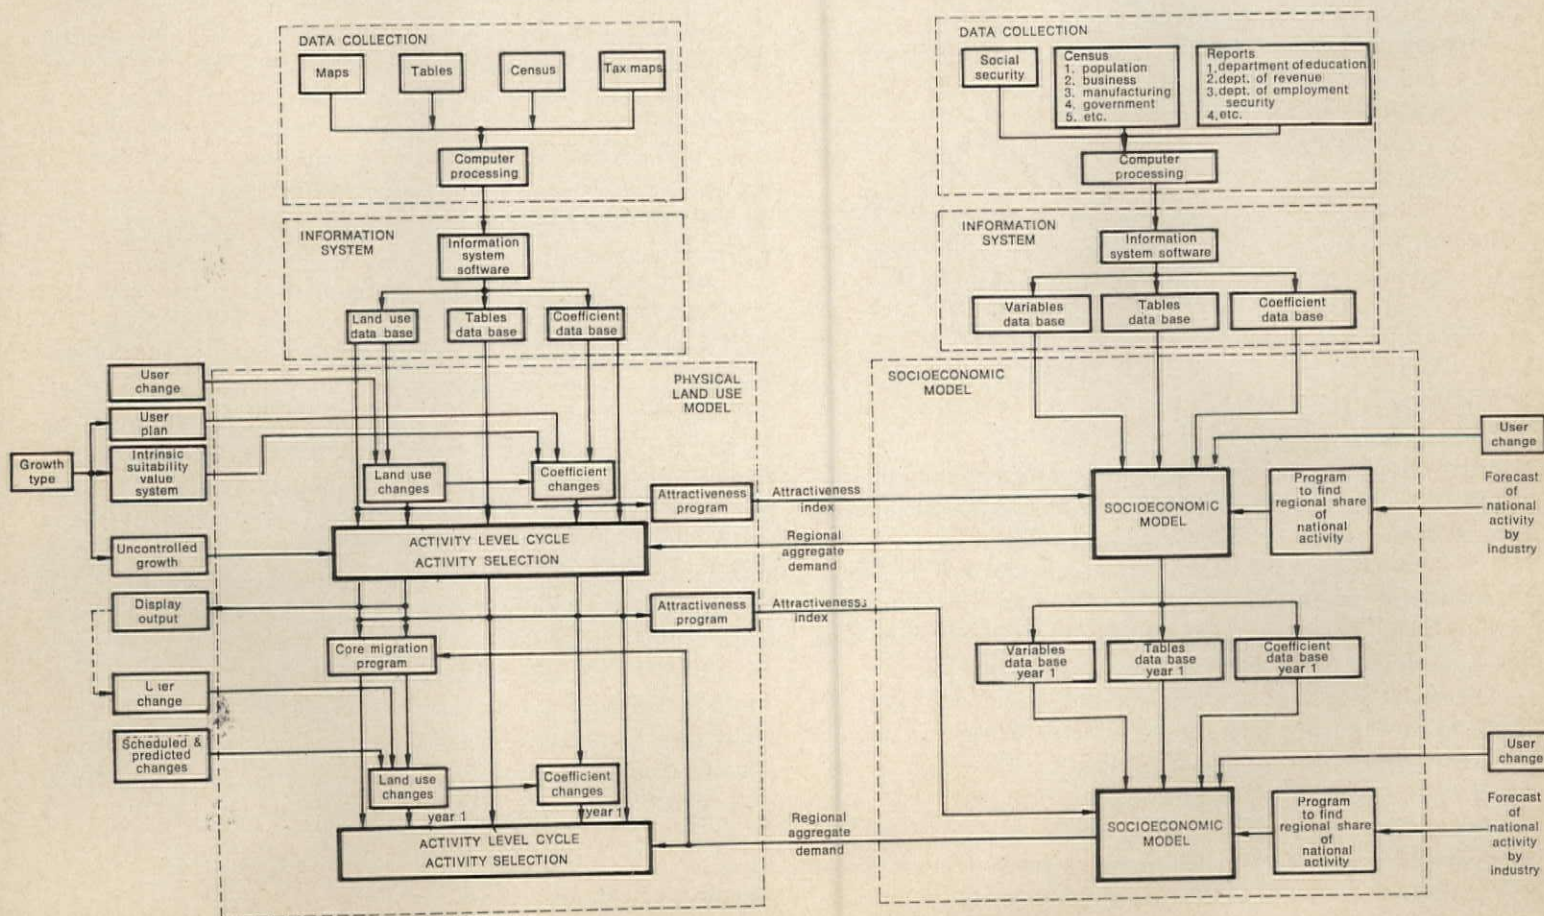 DATA COLLECTION
Maps
Tables
Census
Tax maps
Computer
processing
INFORMATION
SYSTEM
Information
system
software
Land use
data base
Tables
data base
Coefficient
data base
PHYSICAL
LAND USE
MODEL
User
change
User
plan
Growth
type
Intrinsic
suitability
value
system
Land use
changes
Coefficient
changes
Attractiveness
program
Attractiveness
index
Uncontrolled
growth
ACTIVITY LEVEL CYCLE
ACTIVITY SELECTION
Regional
aggregate
demand
Display
output
Attractiveness
program
Attractiveness
index
Core migration
program
change
Scheduled &
predicted
changes
Land use
changes
Coefficient
changes
year 1
year 1
ACTIVITY LEVEL CYCLE
ACTIVITY SELECTION
Regional
aggregate
demand
DATA COLLECTION
Social
security
Census
1. population
2. business
3. manufacturing
4. government
5. etc.
Reports
1. department of education
2. dept. of revenue
3. dept. of employment
security
4. etc.
Computer
processing
INFORMATION
SYSTEM
Information
system software
Variables
data base
Tables
data base
Coefficient
data base
SOCIOECONOMIC
MODEL
User
change
SOCIOECONOMIC
MODEL
Program
to find
regional share
of
national
activity
Forecast
of
national
activity
by
industry
Variables
data base
year 1
Tables
data base
year 1
Coefficient
data base
year 1
User
change
SOCIOECONOMIC
MODEL
Program
to find
regional share
of
national
activity
Forecast
of
national
activity
by
industry